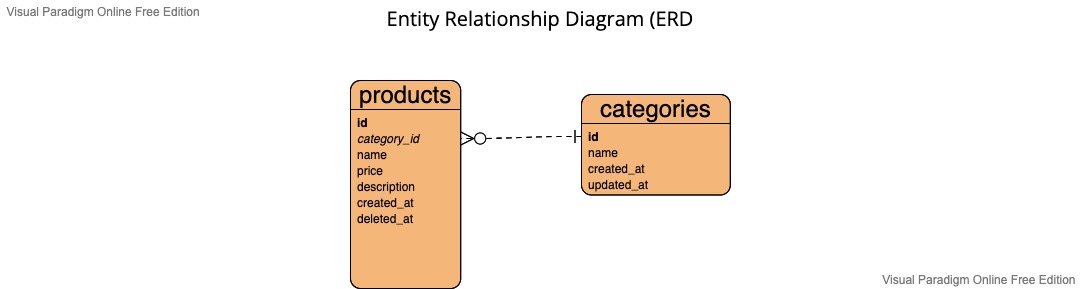 Visual Paradigm Online Free Edition
Entity Relationship Diagram (ERD
products
id
category_id
name
price
description
created_at
deleted_at
categories
id
name
created_at
updated_at
Visual Paradigm Online Free Edition